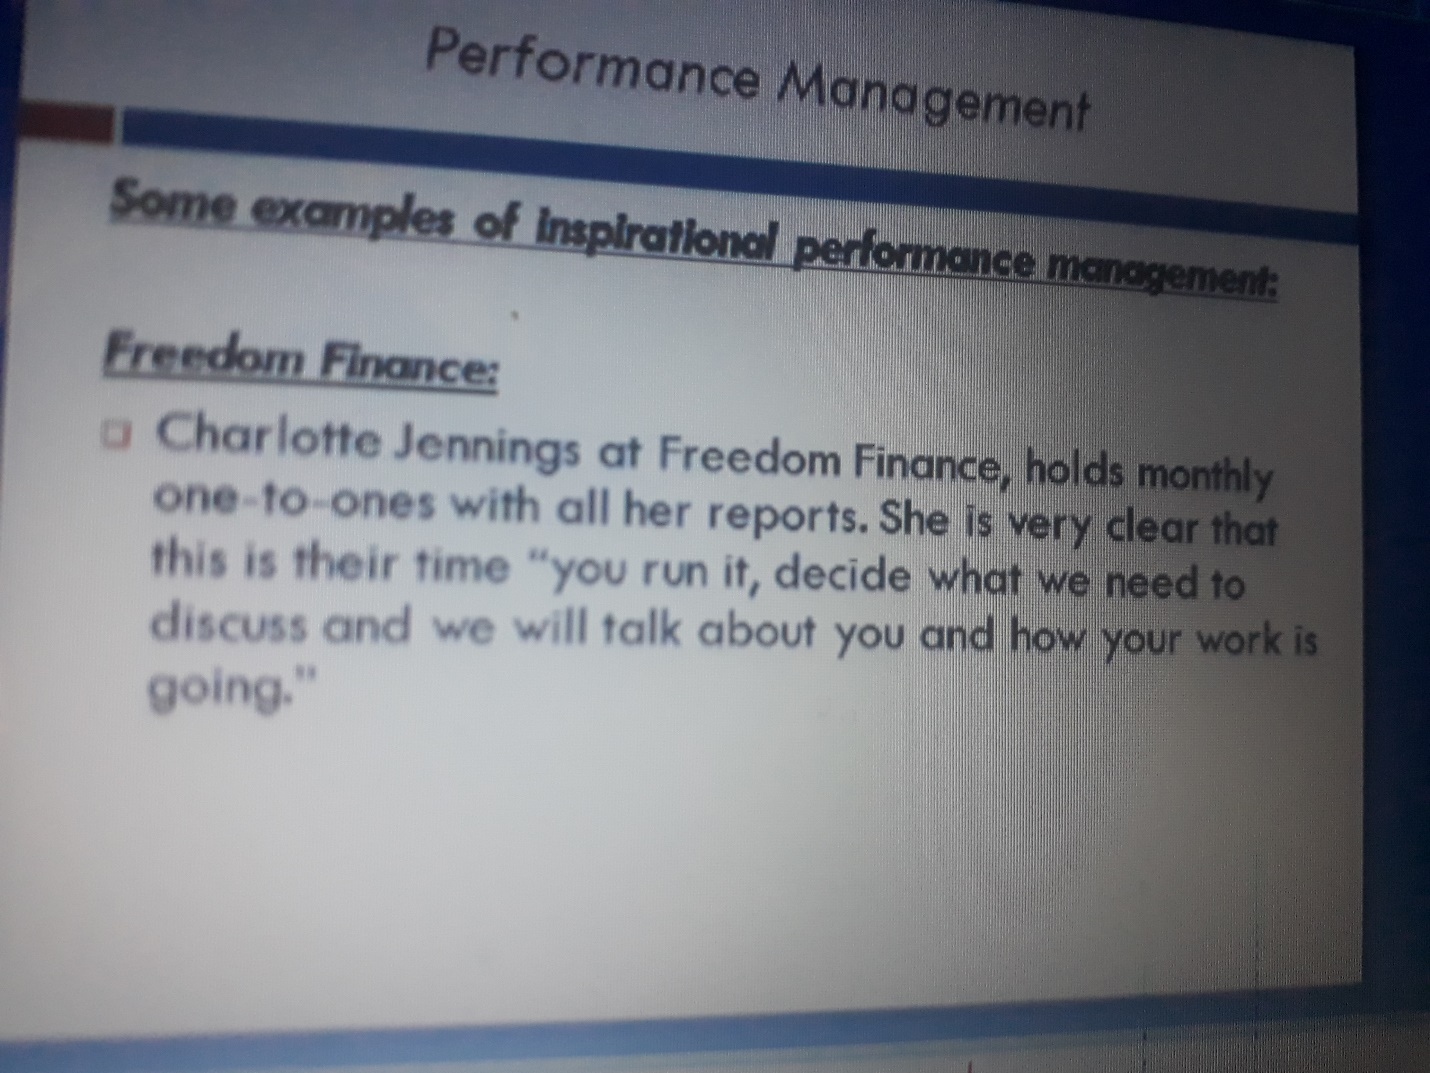 Performance Management
Some examples of inspirational performance management:
Freedom Finance:
Charlotte Jennings at Freedom Finance, holds monthly
one-to-ones with all her reports. She is very clear that
this is their time "you run it, decide what we need to
discuss and we will talk about you and how your work is
going."